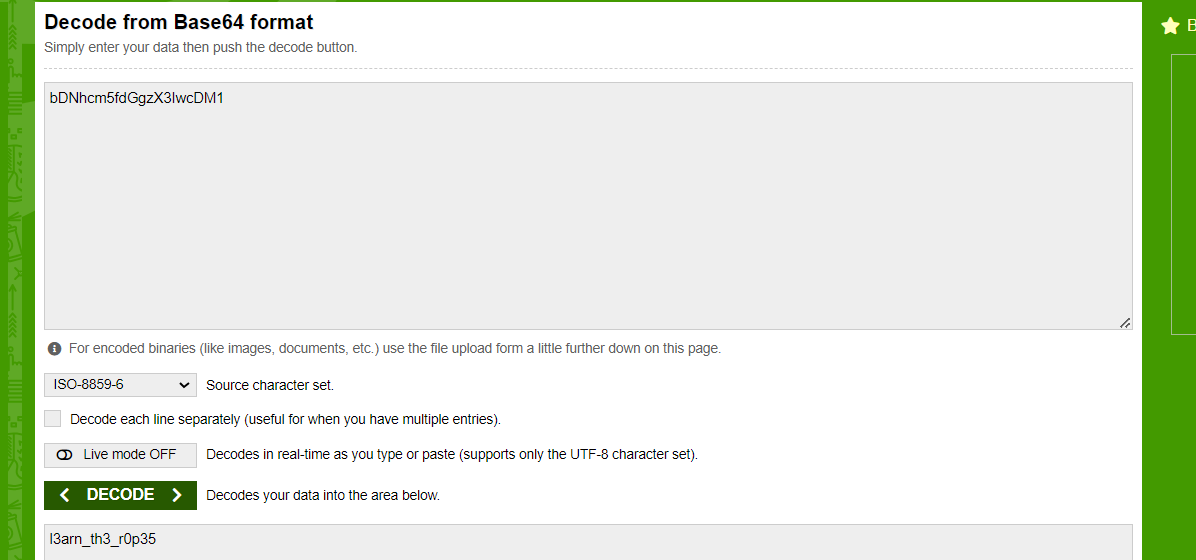 Decode from Base64 format
Simply enter your data then push the decode button.
B
bDNhcm5fdGgzX3IwcDM1
For encoded binaries (like images, documents, etc.) use the file upload form a little further down on this page.
ISO-8859-6 Source character set.
Decode each line separately (useful for when you have multiple entries).
Live mode OFF Decodes in real-time as you type or paste (supports only the UTF-8 character set).
DECODE Decodes your data into the area below.
l3arn_th3_r0p35